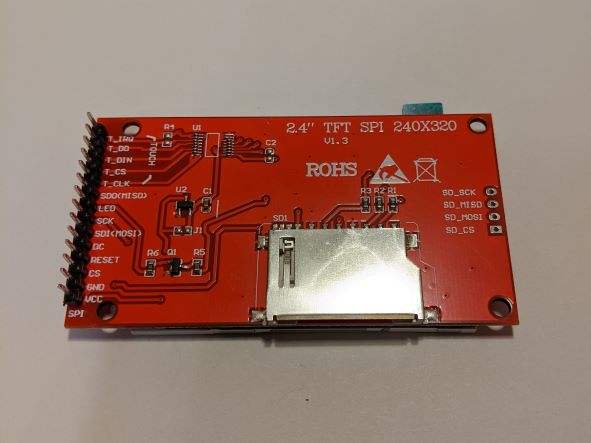 2.4" TFT SPI 240X320
V1.3
ROHS
T_IRQ
T_DO
T_DIN
T_CS
T_CLK
SDO(MISO)
LED
SCK
SDI(MOSI)
DC
RESET
CS
GND
VCC
SPI
TOUCH
R4
U1
C2
U2
C1
J1
R6
Q1
R5
SD1
R3
R2
R1
SD_SCK
SD_MISO
SD_MOSI
SD_CS